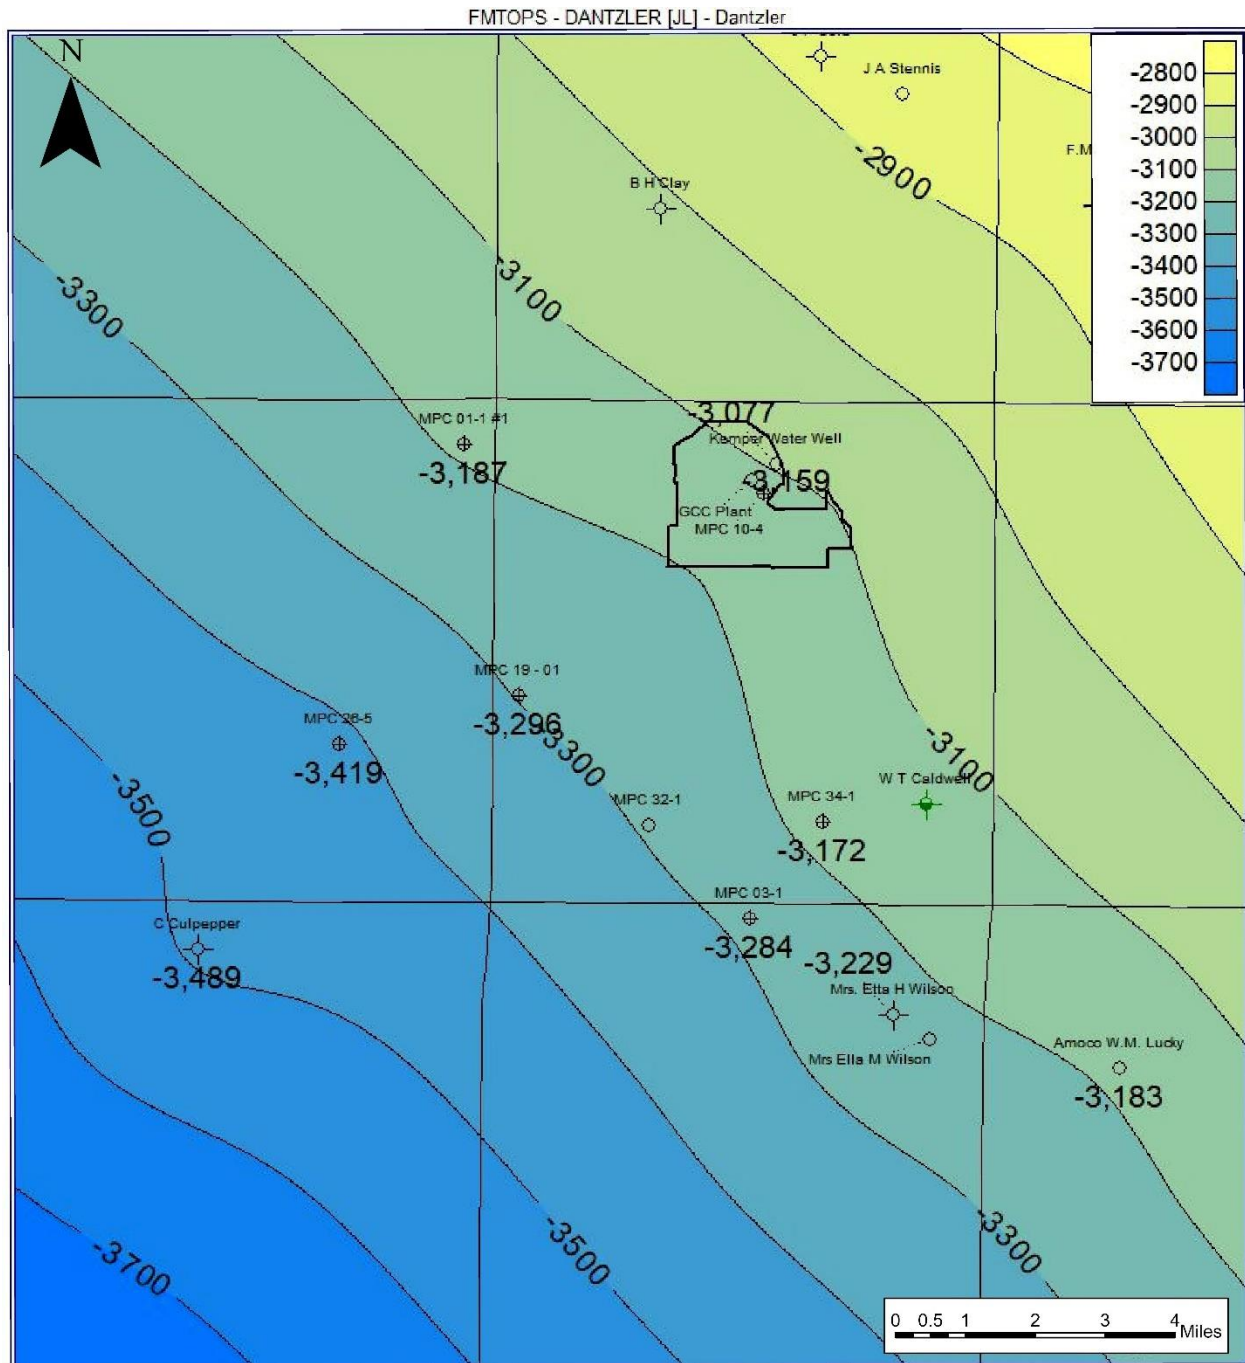 FMTOPS - DANTZLER [JL] - Dantzler
N
J A Stennis
-2800
-2900
-3000
-3100
-3200
-3300
-3400
-3500
-3600
-3700
F.M
-2900
B H Clay
-3100
-3300
MPC 01-1 #1
-3,187
-3,077
Kemper Water Well
-3,159
GCC Plant
MPC 10-4
MPC 19 - 01
-3,296
-3300
MPC 26-5
-3,419
-3100
W T Caldwell
-3500
MPC 32-1
MPC 34-1
-3,172
MPC 03-1
-3,284
C Culpepper
-3,489
-3,229
Mrs. Etta H Wilson
Mrs Ella M Wilson
Amoco W.M. Lucky
-3,183
-3300
-3500
-3700
0 0.5 1 2 3 4
Miles